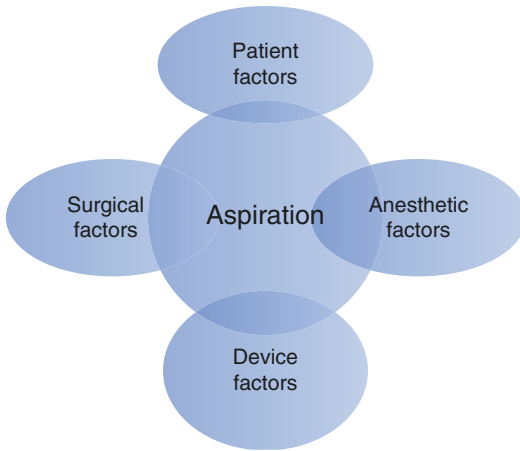 Patient
factors
Surgical
factors
Aspiration
Anesthetic
factors
Device
factors